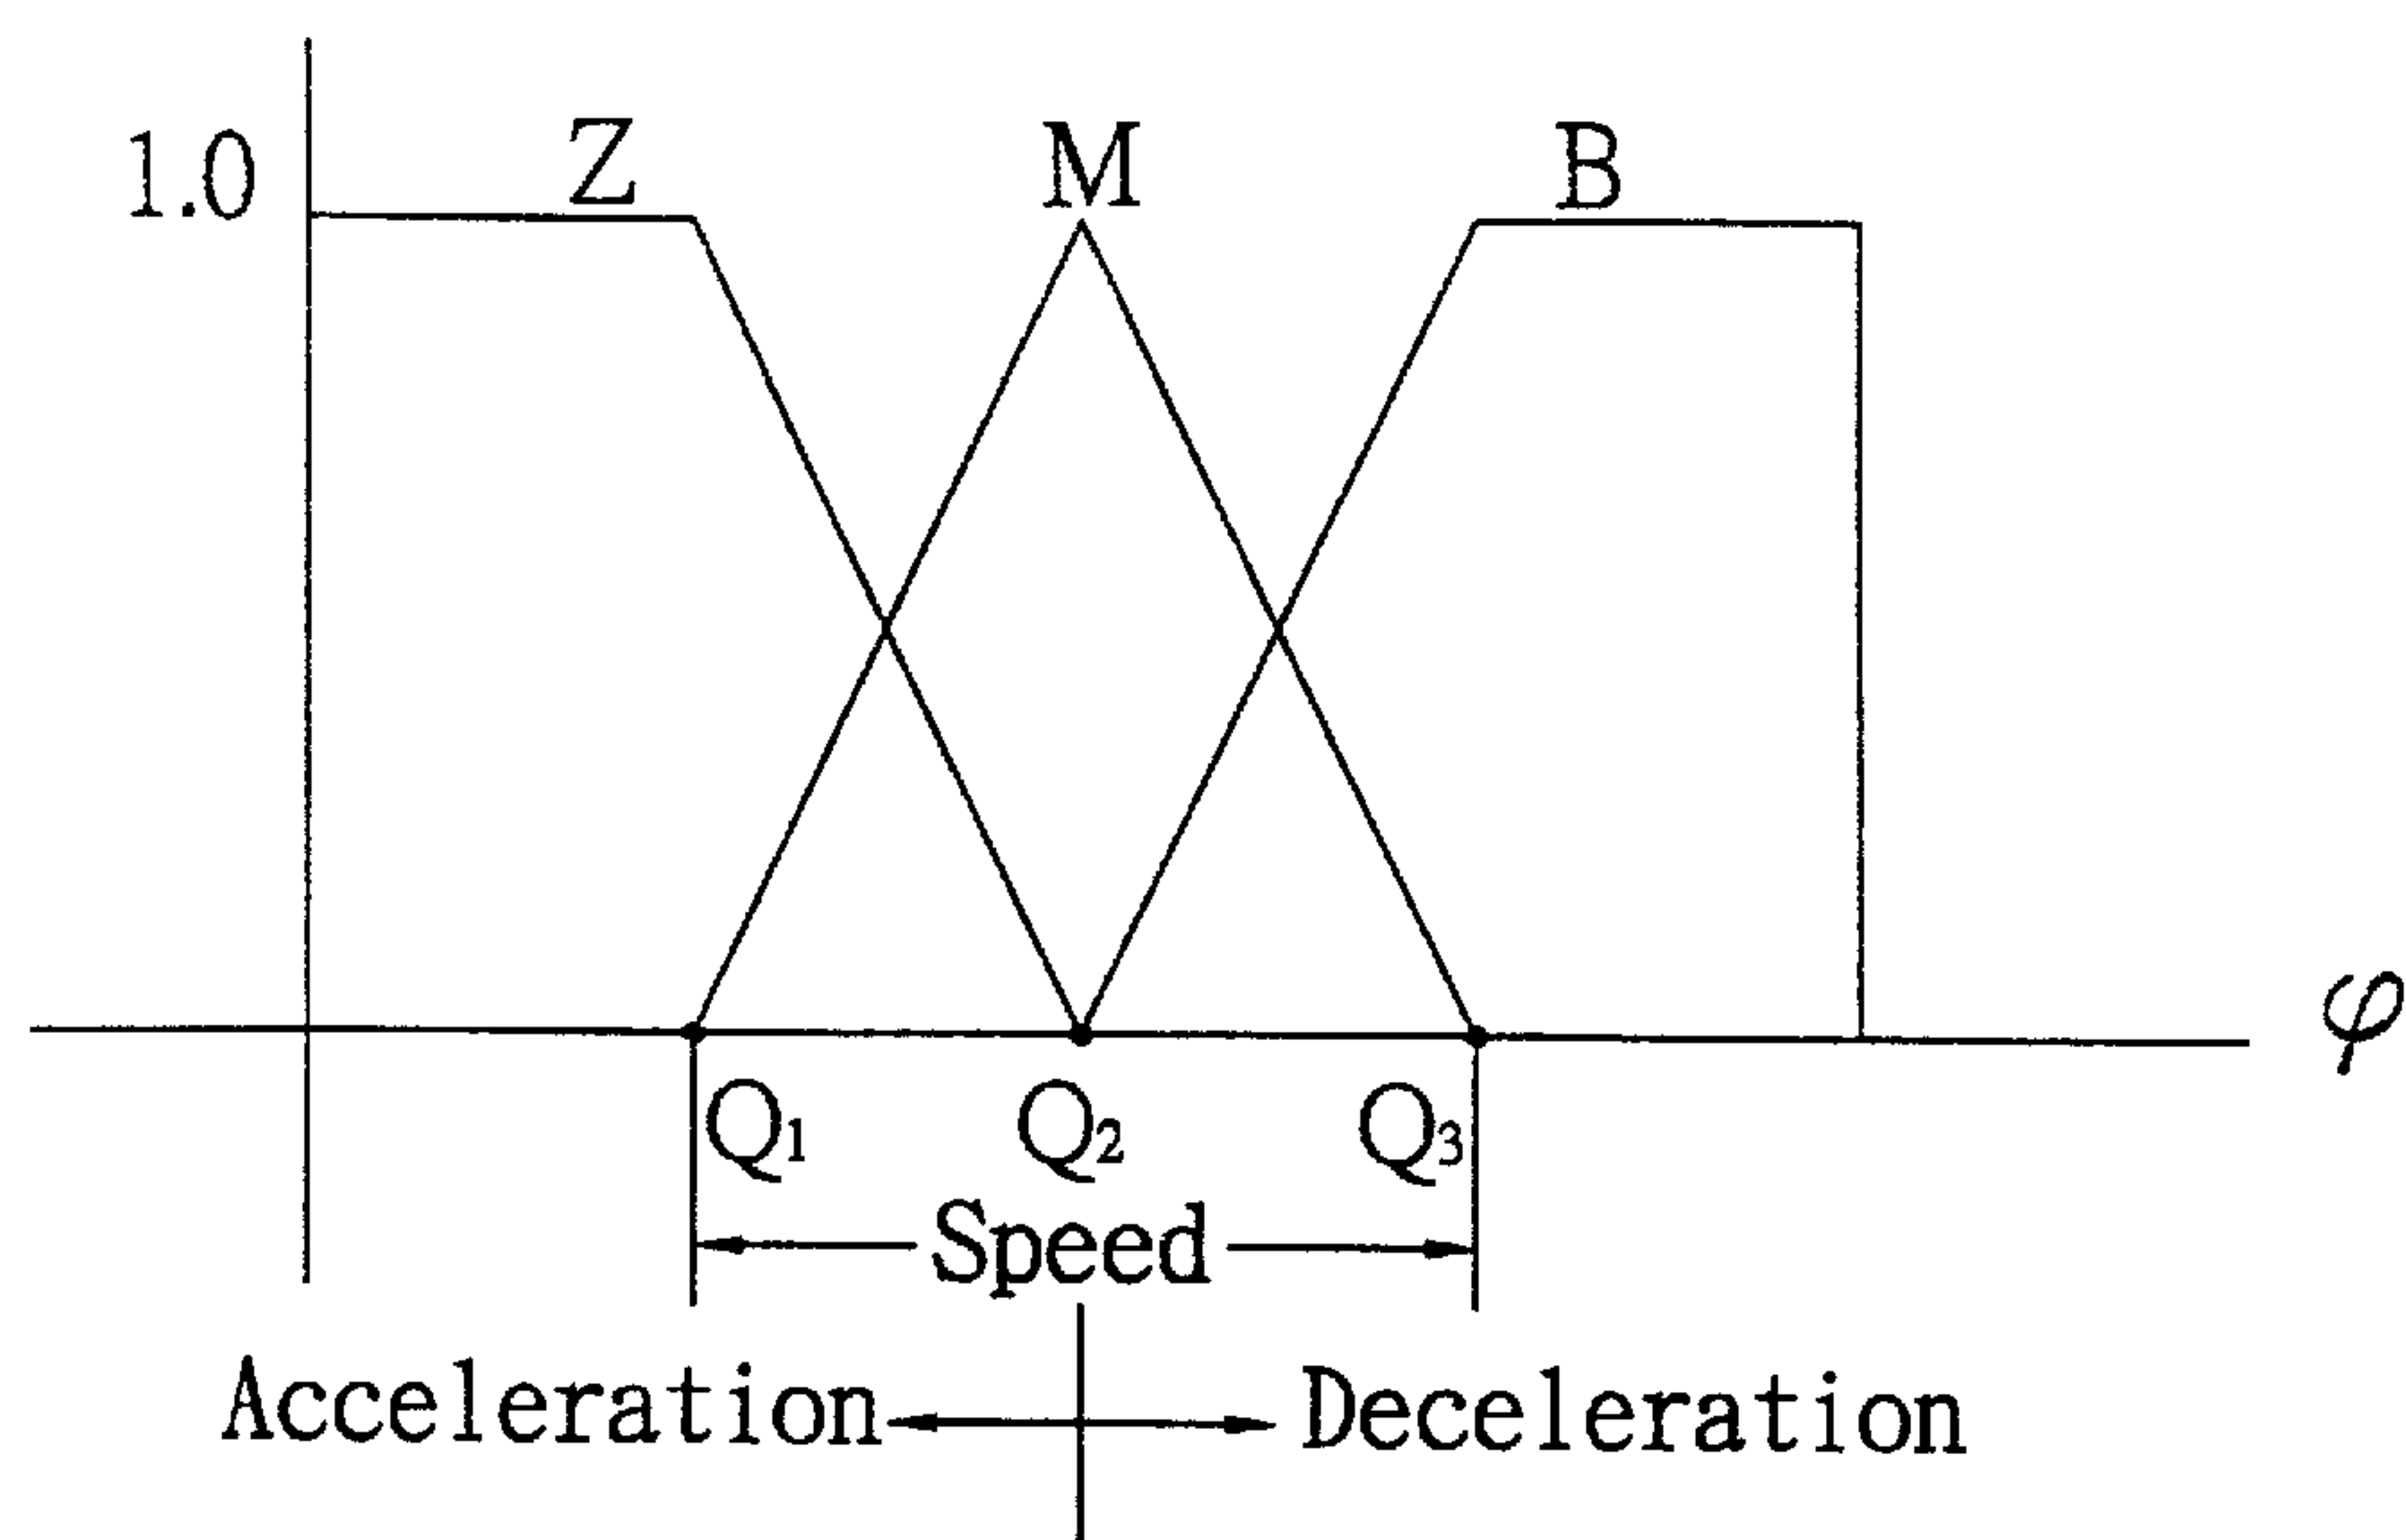 1.0 Z M B
φ
Q₁ Q₂ Q₃
Speed
Acceleration Deceleration